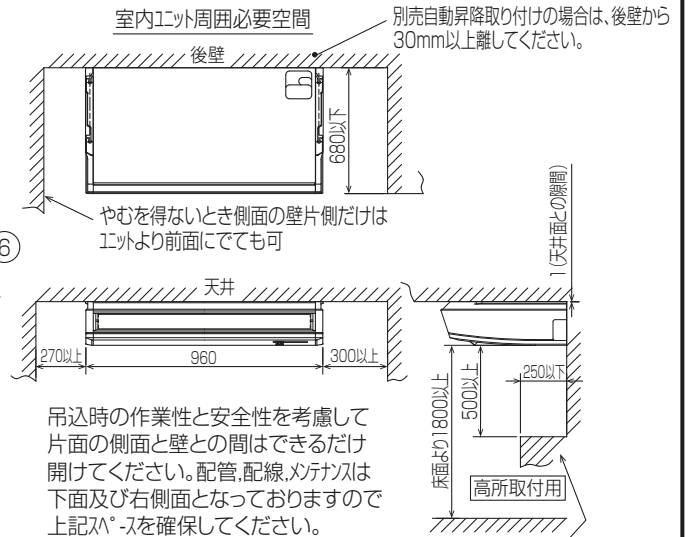 室内ユニット周囲必要空間
別売自動昇降取り付けの場合は、後壁から
30mm以上離してください。
後壁
680以下
やむを得ないとき側面の壁片側だけは
ユニットより前面にでても可
6
1(天井面との隙間)
天井
270以上
960
300以上
床面より1800以上
500以上
250以下
高所取付用
吊込時の作業性と安全性を考慮して
片面の側面と壁との間はできるだけ
開けてください。配管,配線,メンテナンスは
下面及び右側面となっておりますので
上記スペースを確保してください。